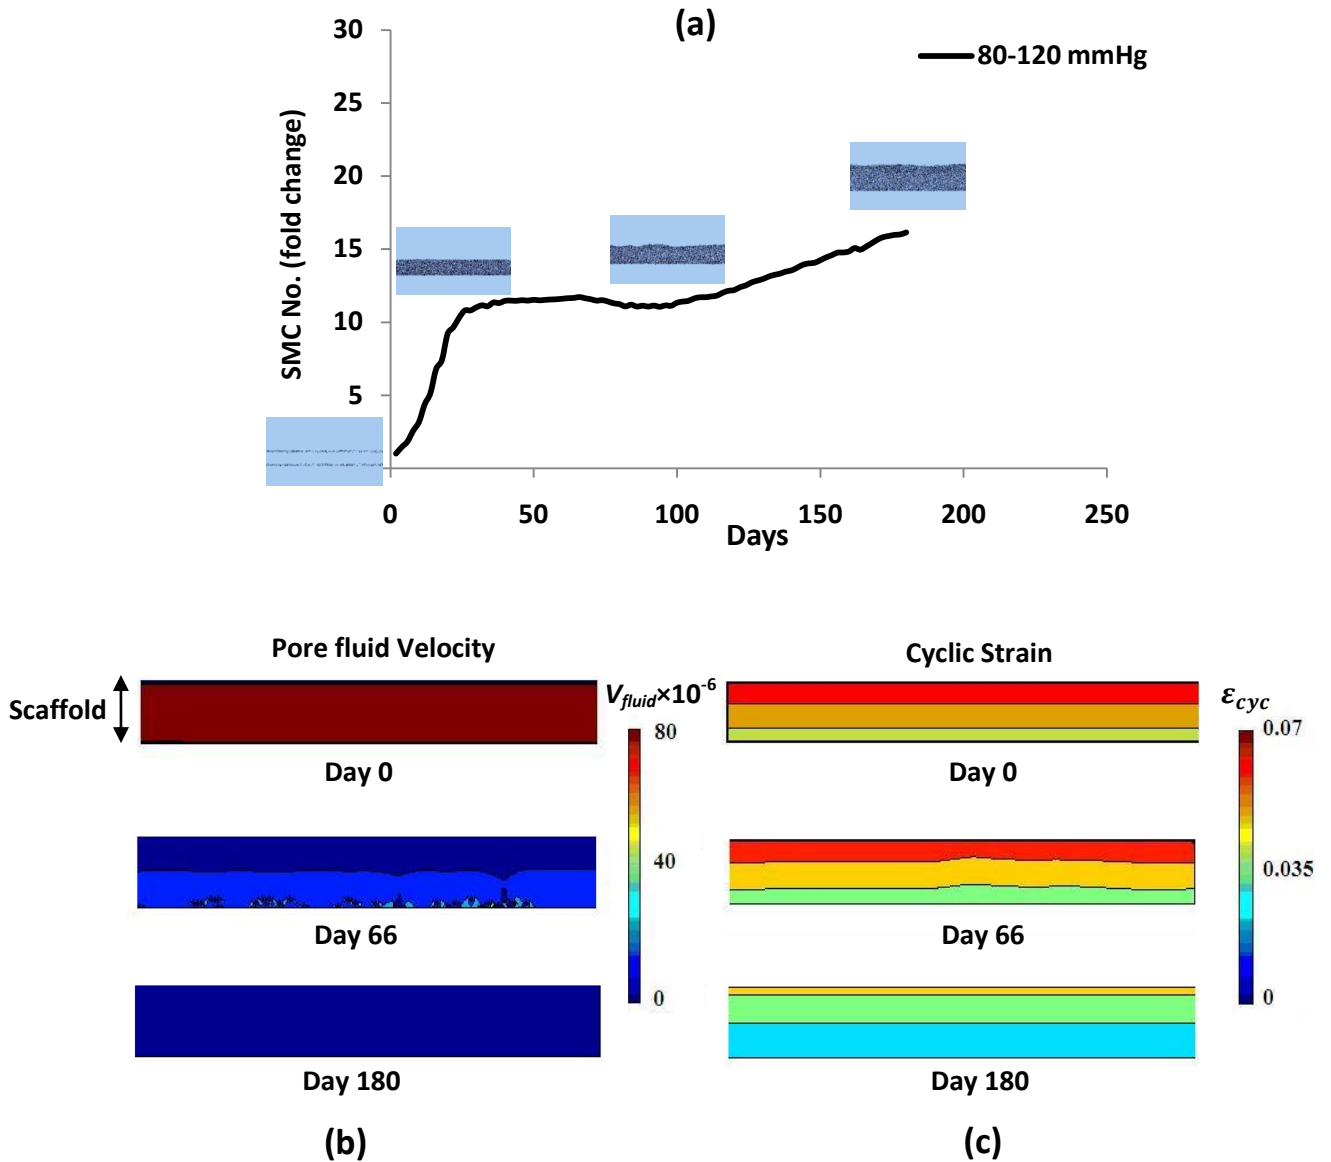 (a)
30
25
20
15
10
5
SMC No. (fold change)
80-120 mmHg
0 50 100 150 200 250
Days
Pore fluid Velocity
Scaffold
Vfluid×10-6
80
40
0
Day 0
Day 66
Day 180
(b)
Cyclic Strain
εcyc
0.07
0.035
0
Day 0
Day 66
Day 180
(c)